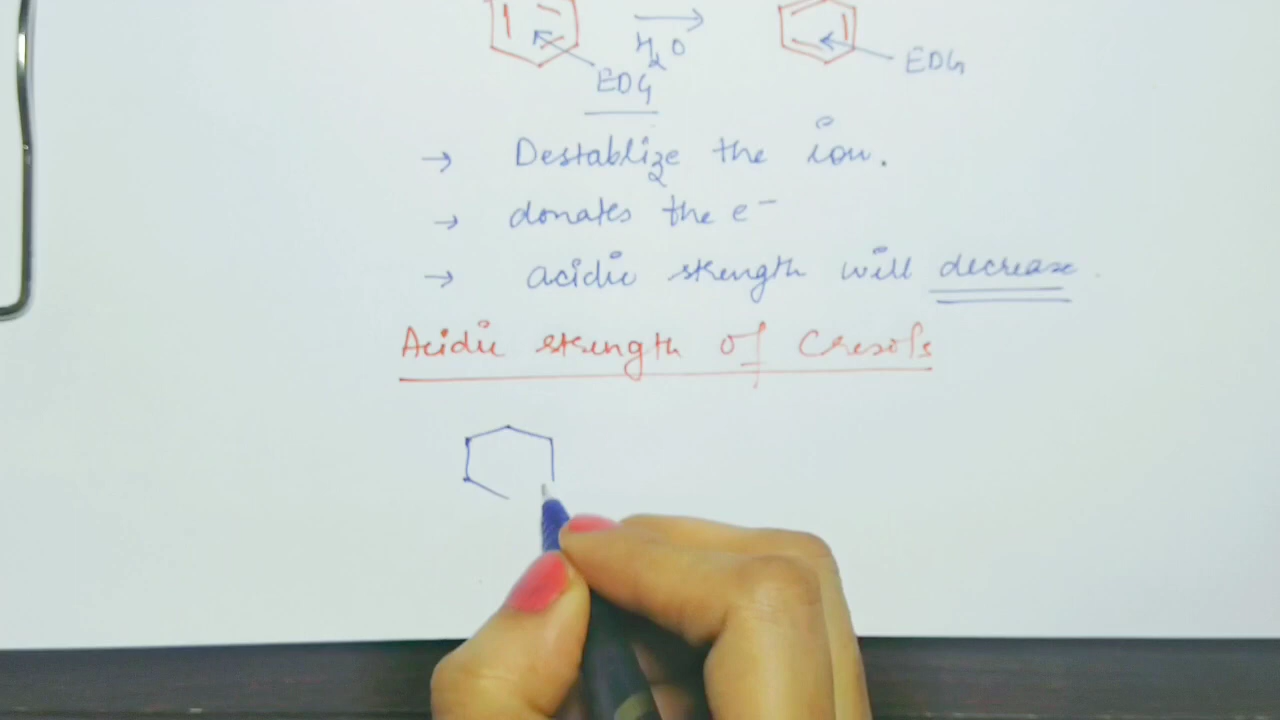 H2O
EDG
EDG
→ Destablize the ion.
→ donates the e-
→ acidic strength will decrease.
Acidic strength of Cresols